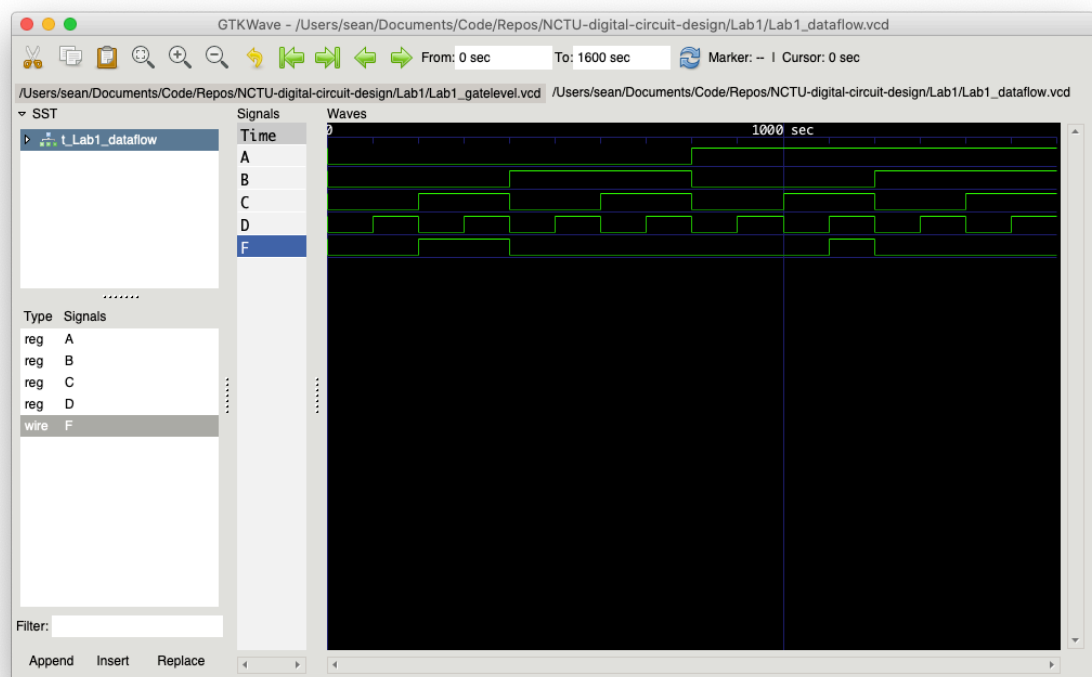 GTKWave - /Users/sean/Documents/Code/Repos/NCTU-digital-circuit-design/Lab1/Lab1_dataflow.vcd
From: 0 sec To: 1600 sec Marker: -- | Cursor: 0 sec
/Users/sean/Documents/Code/Repos/NCTU-digital-circuit-design/Lab1/Lab1_gatelevel.vcd /Users/sean/Documents/Code/Repos/NCTU-digital-circuit-design/Lab1/Lab1_dataflow.vcd
SST Signals Waves
t_Lab1_dataflow Time 0 1000 sec
A
B
C
D
F
Type Signals
reg A
reg B
reg C
reg D
wire F
Filter:
Append Insert Replace